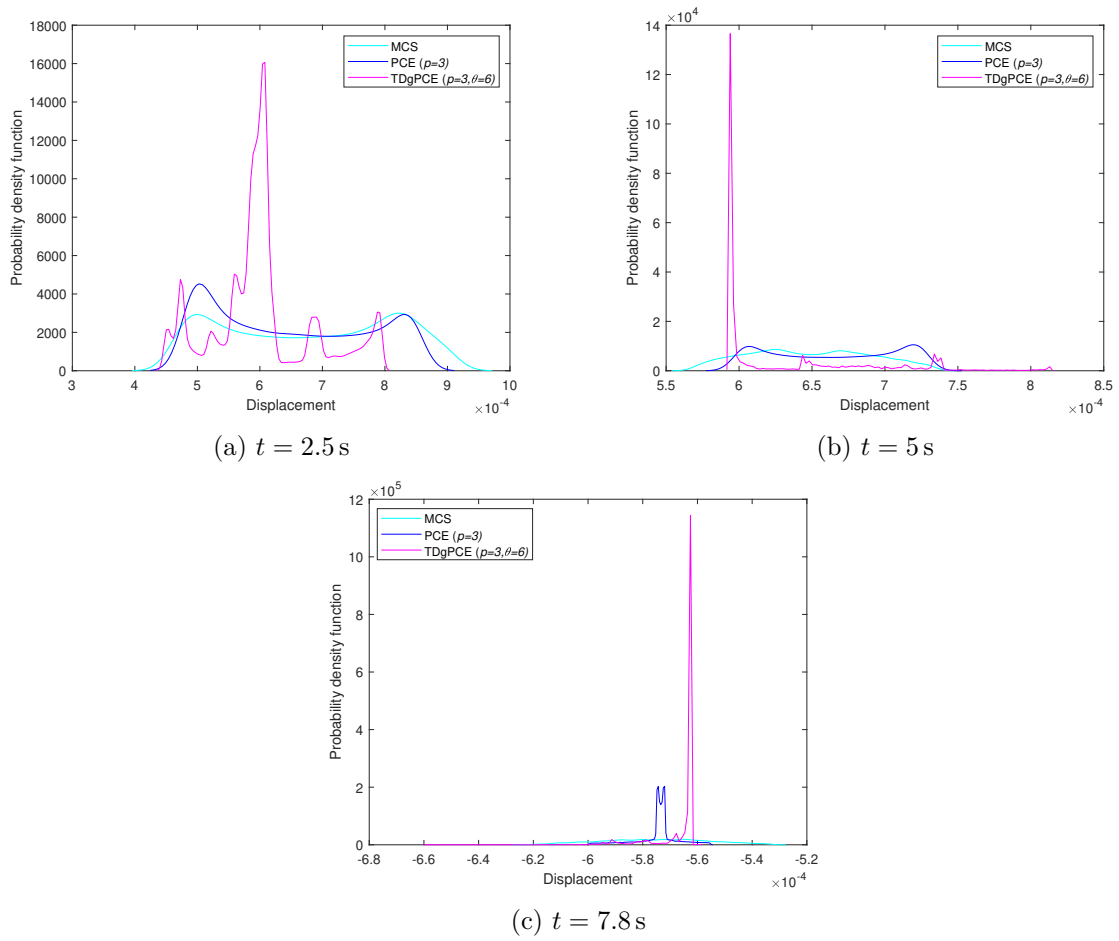 18000
16000
14000
12000
10000
8000
6000
4000
2000
0
Probability density function
3 4 5 6 7 8 9 10
Displacement
×10⁻⁴
MCS
PCE (p=3)
TDgPCE (p=3,θ=6)
(a) t = 2.5 s
×10⁴
14
12
10
8
6
4
2
0
Probability density function
5.5 6 6.5 7 7.5 8 8.5
Displacement
×10⁻⁴
MCS
PCE (p=3)
TDgPCE (p=3,θ=6)
(b) t = 5 s
×10⁵
12
10
8
6
4
2
0
Probability density function
-6.8 -6.6 -6.4 -6.2 -6 -5.8 -5.6 -5.4 -5.2
Displacement
×10⁻⁴
MCS
PCE (p=3)
TDgPCE (p=3,θ=6)
(c) t = 7.8 s